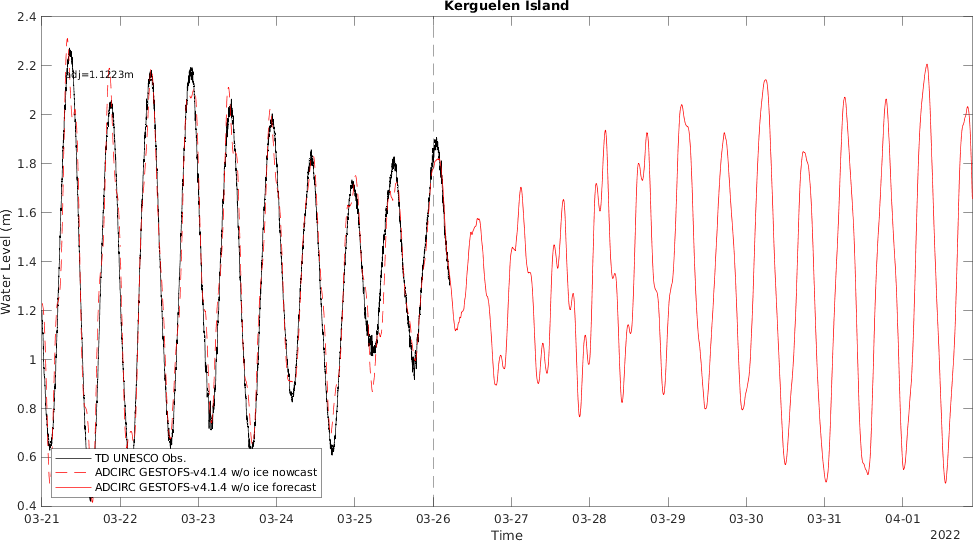 Kerguelen Island
2.4
2.2
2
1.8
1.6
1.4
1.2
1
0.8
0.6
0.4
Water Level (m)
adj=1.1223m
TD UNESCO Obs.
ADCIRC GESTOFS-v4.1.4 w/o ice nowcast
ADCIRC GESTOFS-v4.1.4 w/o ice forecast
03-21 03-22 03-23 03-24 03-25 03-26 03-27 03-28 03-29 03-30 03-31 04-01
Time
2022